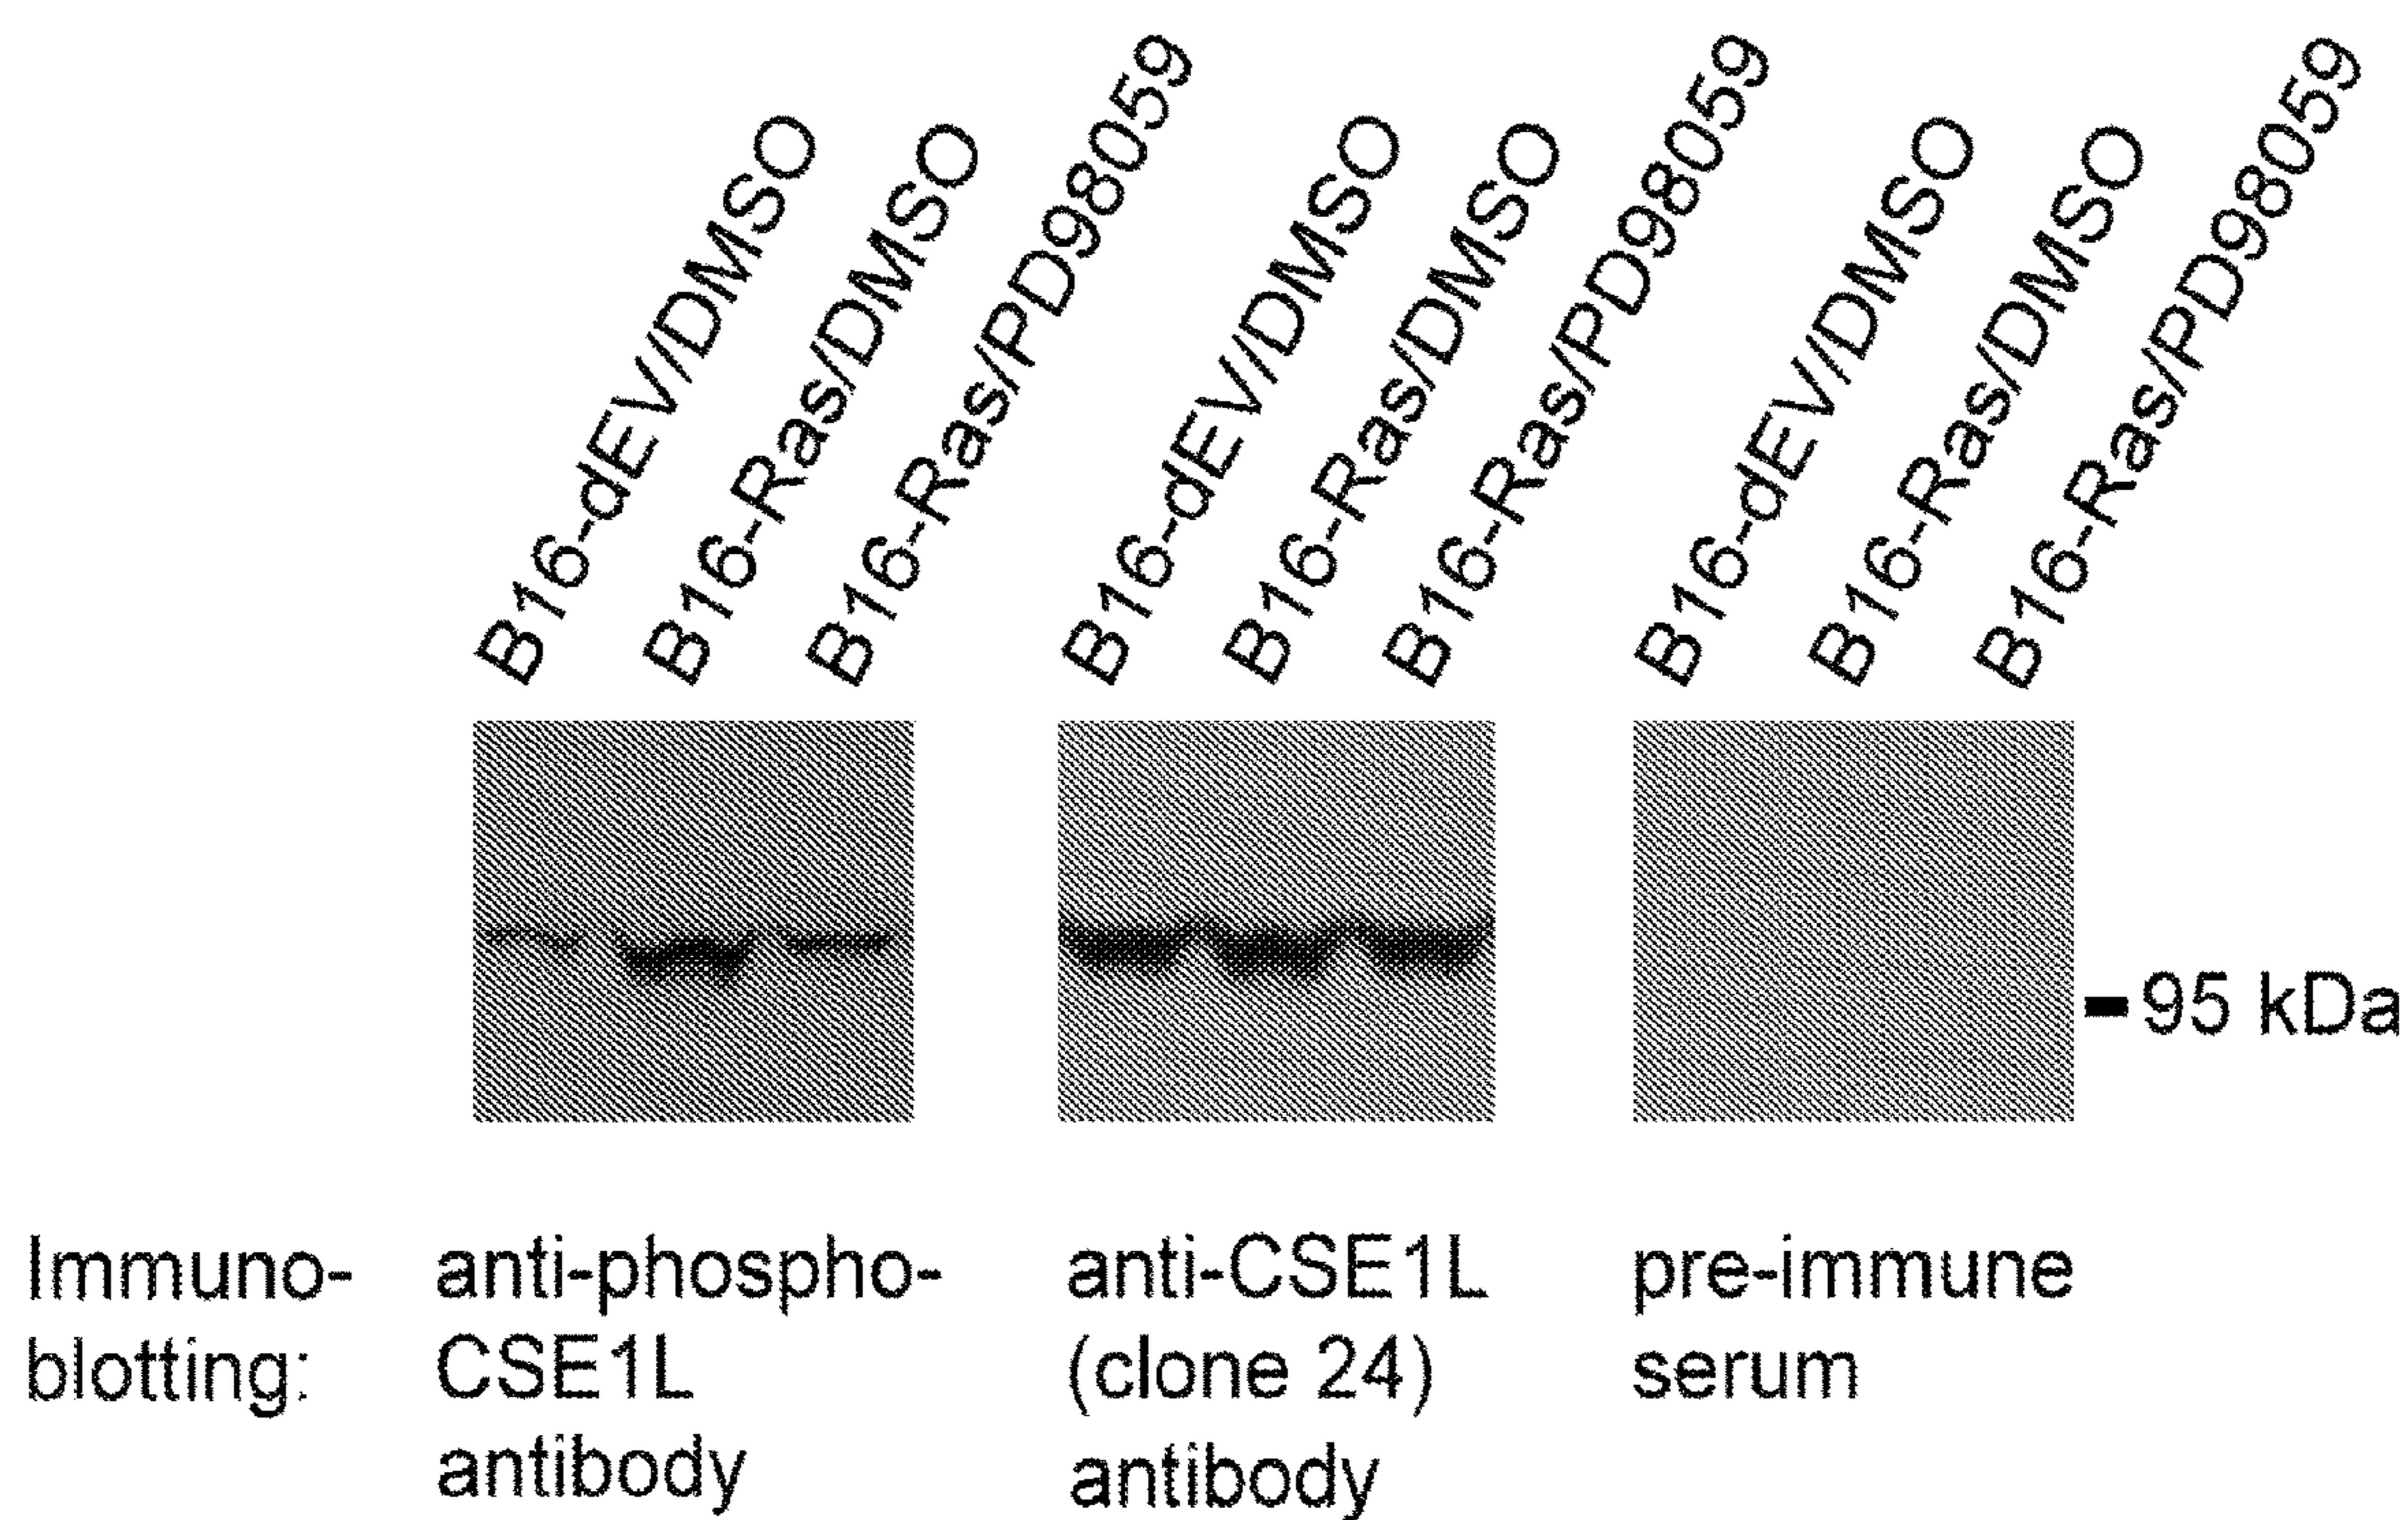 B16-dEV/DMSO
B16-Ras/DMSO
B16-Ras/PD98059
B16-dEV/DMSO
B16-Ras/DMSO
B16-Ras/PD98059
B16-dEV/DMSO
B16-Ras/DMSO
B16-Ras/PD98059
95 kDa
Immuno-
blotting:
anti-phospho-
CSE1L
antibody
anti-CSE1L
(clone 24)
antibody
pre-immune
serum